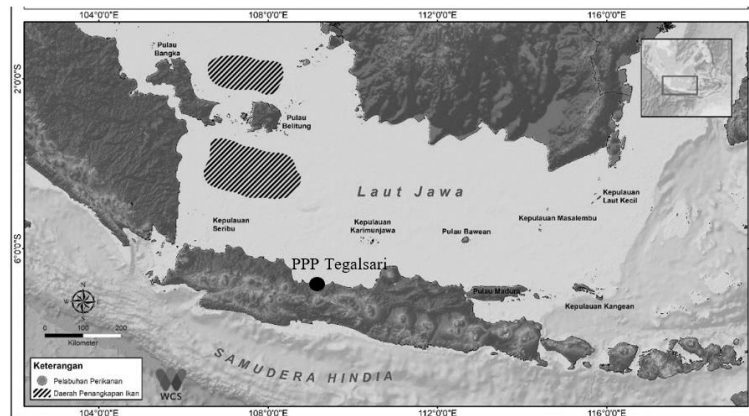 104°0'0"E
108°0'0"E
112°0'0"E
116°0'0"E
2°0'0"S
6°0'0"S
Pulau
Bangka
Pulau
Belitung
Laut Jawa
Kepulauan
Laut Kecil
Kepulauan
Seribu
Kepulauan
Karimunjawa
Pulau Bawean
Kepulauan Masalembu
PPP Tegalsari
Pulau Madura
Kepulauan Kangean
0
100
200
Kilometer
SAMUDERA HINDIA
Keterangan
Pelabuhan Perikanan
Daerah Penangkapan Ikan
WCS
104°0'0"E
108°0'0"E
112°0'0"E
116°0'0"E